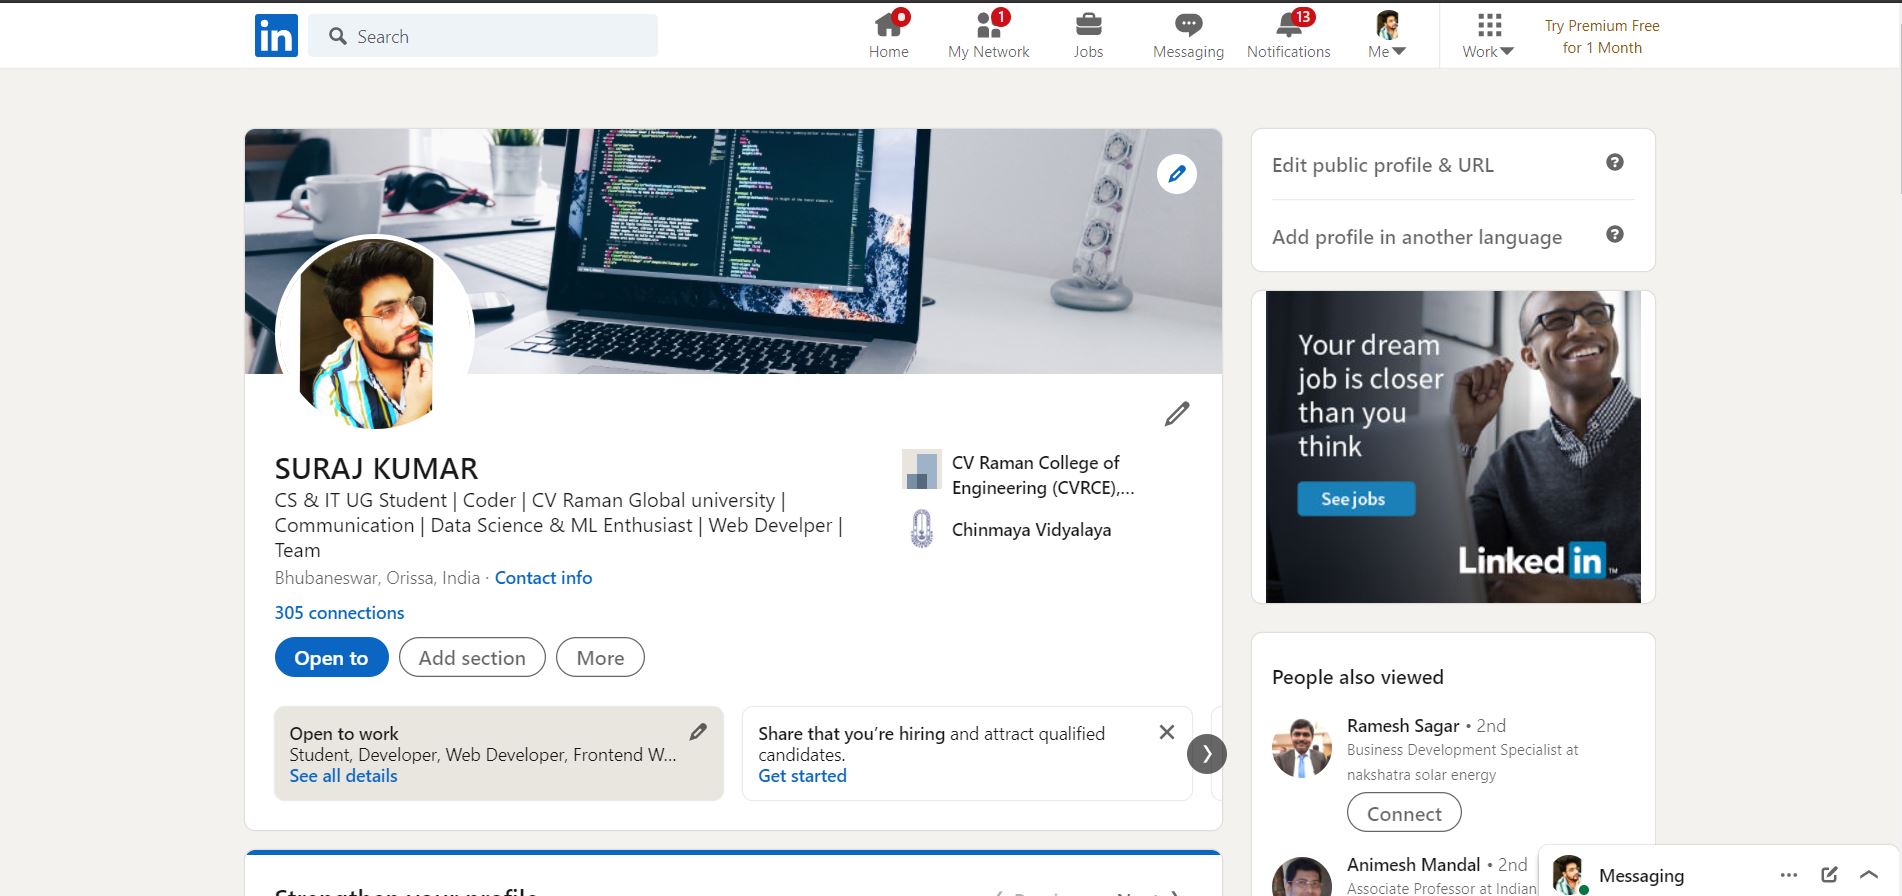 in
Search
Home
1
My Network
Jobs
Messaging
13
Notifications
Me
Work
Try Premium Free
for 1 Month
SURAJ KUMAR
CS & IT UG Student | Coder | CV Raman Global university |
Communication | Data Science & ML Enthusiast | Web Develper |
Team
Bhubaneswar, Orissa, India · Contact info
305 connections
Open to
Add section
More
CV Raman College of
Engineering (CVRCE),...
Chinmaya Vidyalaya
Open to work
Student, Developer, Web Developer, Frontend W...
See all details
Share that you’re hiring and attract qualified
candidates.
Get started
Strengthen your profile
Next
Edit public profile & URL
Add profile in another language
Your dream
job is closer
than you
think
See jobs
Linked in ™
People also viewed
Ramesh Sagar • 2nd
Business Development Specialist at
nakshatra solar energy
Connect
Animesh Mandal • 2nd
Associate Professor at Indian
Messaging